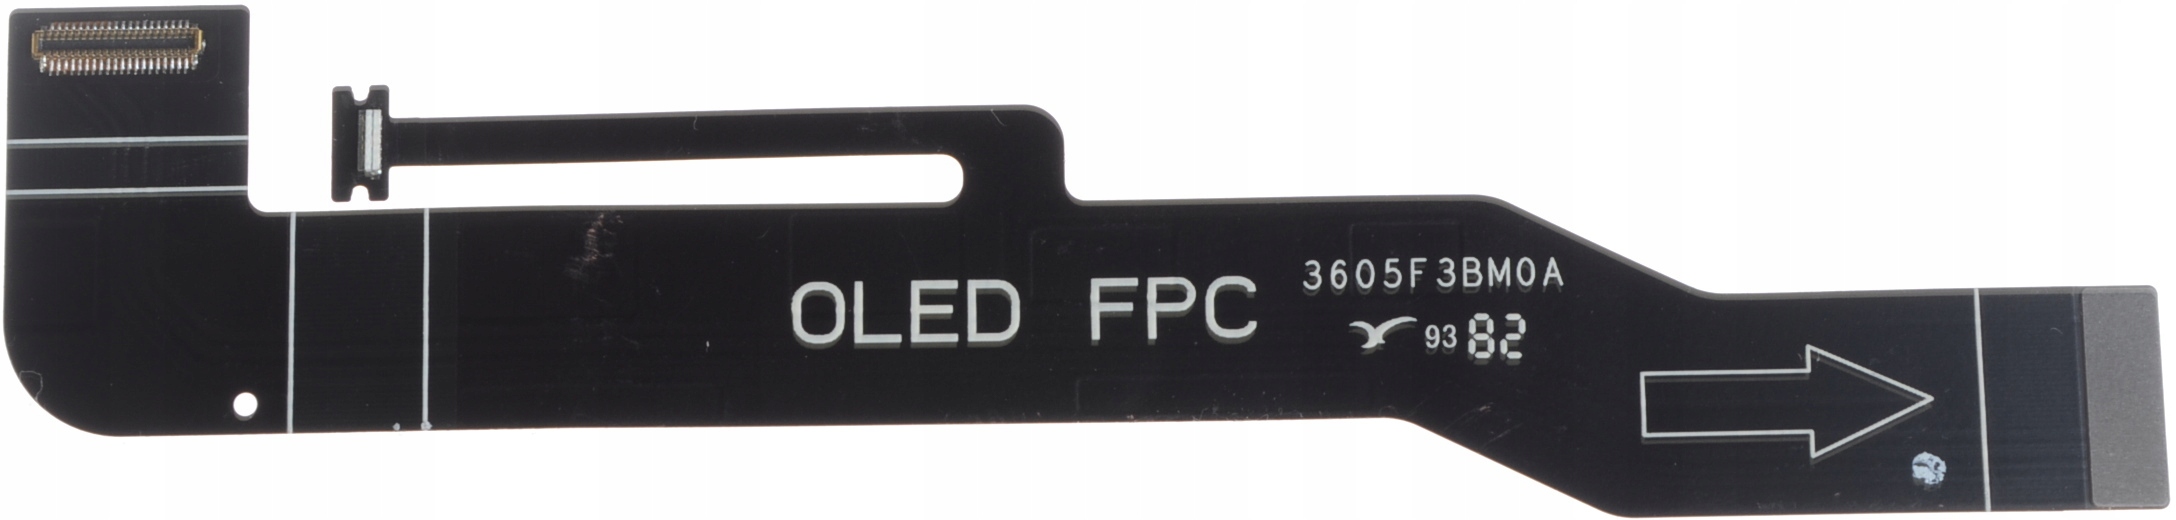 OLED FPC
3605F3BM0A
93 82